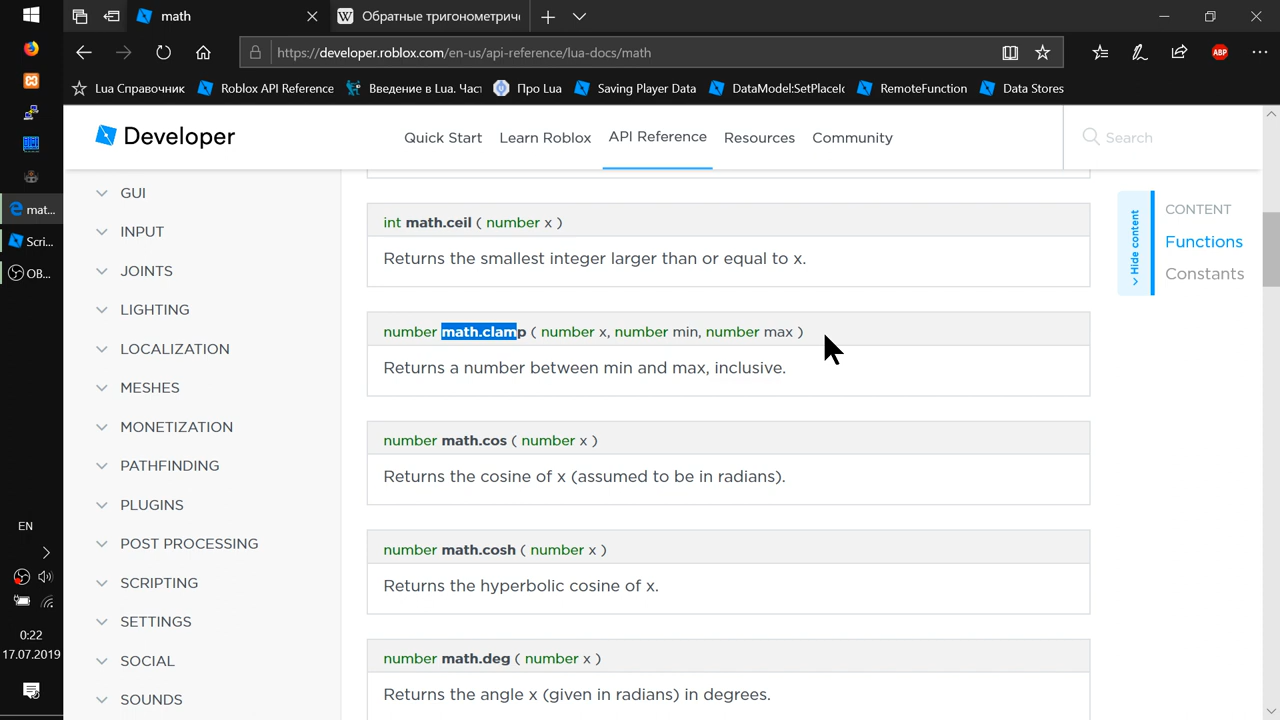 math
Обратные тригонометриче
https://developer.roblox.com/en-us/api-reference/lua-docs/math
ABP
Lua Справочник
Roblox API Reference
Введение в Lua. Част
Про Lua
Saving Player Data
DataModel:SetPlaceIc
RemoteFunction
Data Stores
Developer
Quick Start
Learn Roblox
API Reference
Resources
Community
Search
mat...
Scri...
OB...
EN
0:22
17.07.2019
GUI
INPUT
JOINTS
LIGHTING
LOCALIZATION
MESHES
MONETIZATION
PATHFINDING
PLUGINS
POST PROCESSING
SCRIPTING
SETTINGS
SOCIAL
SOUNDS
int math.ceil ( number x )
Returns the smallest integer larger than or equal to x.
number math.clamp ( number x, number min, number max )
Returns a number between min and max, inclusive.
number math.cos ( number x )
Returns the cosine of x (assumed to be in radians).
number math.cosh ( number x )
Returns the hyperbolic cosine of x.
number math.deg ( number x )
Returns the angle x (given in radians) in degrees.
Hide content
CONTENT
Functions
Constants